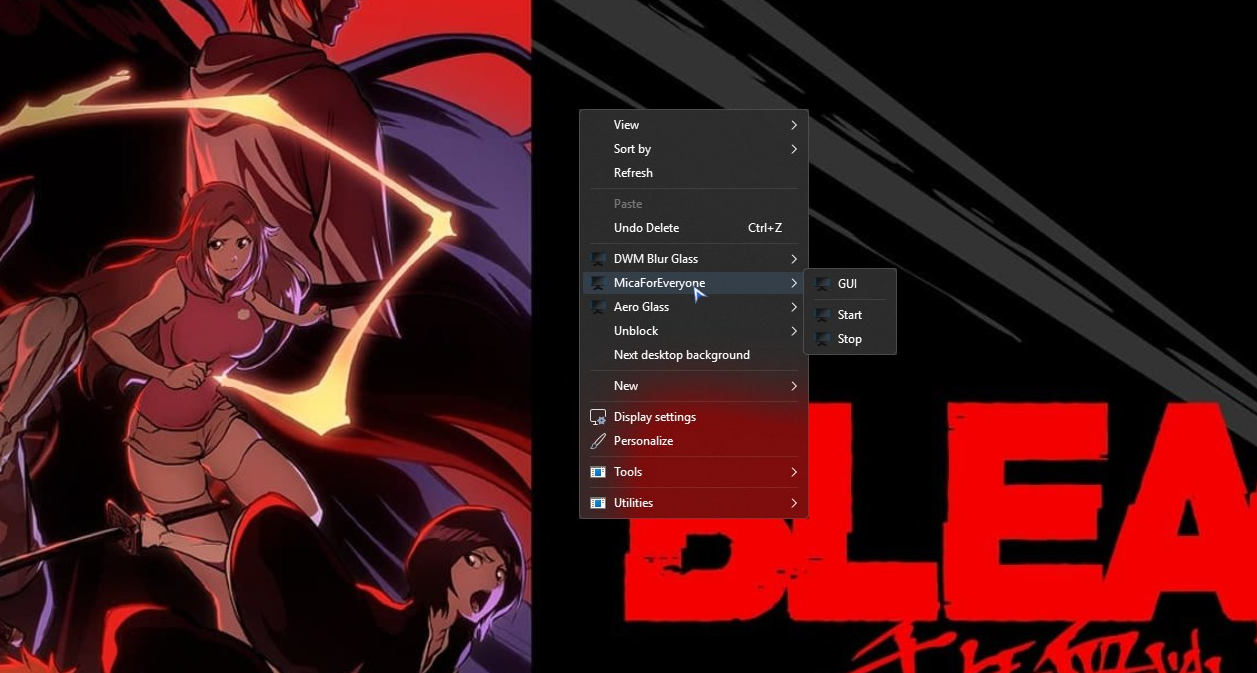 View
Sort by
Refresh
Paste
Undo Delete Ctrl+Z
DWM Blur Glass
MicaForEveryone
GUI
Aero Glass
Start
Unblock
Stop
Next desktop background
New
Display settings
Personalize
Tools
Utilities
BLEA